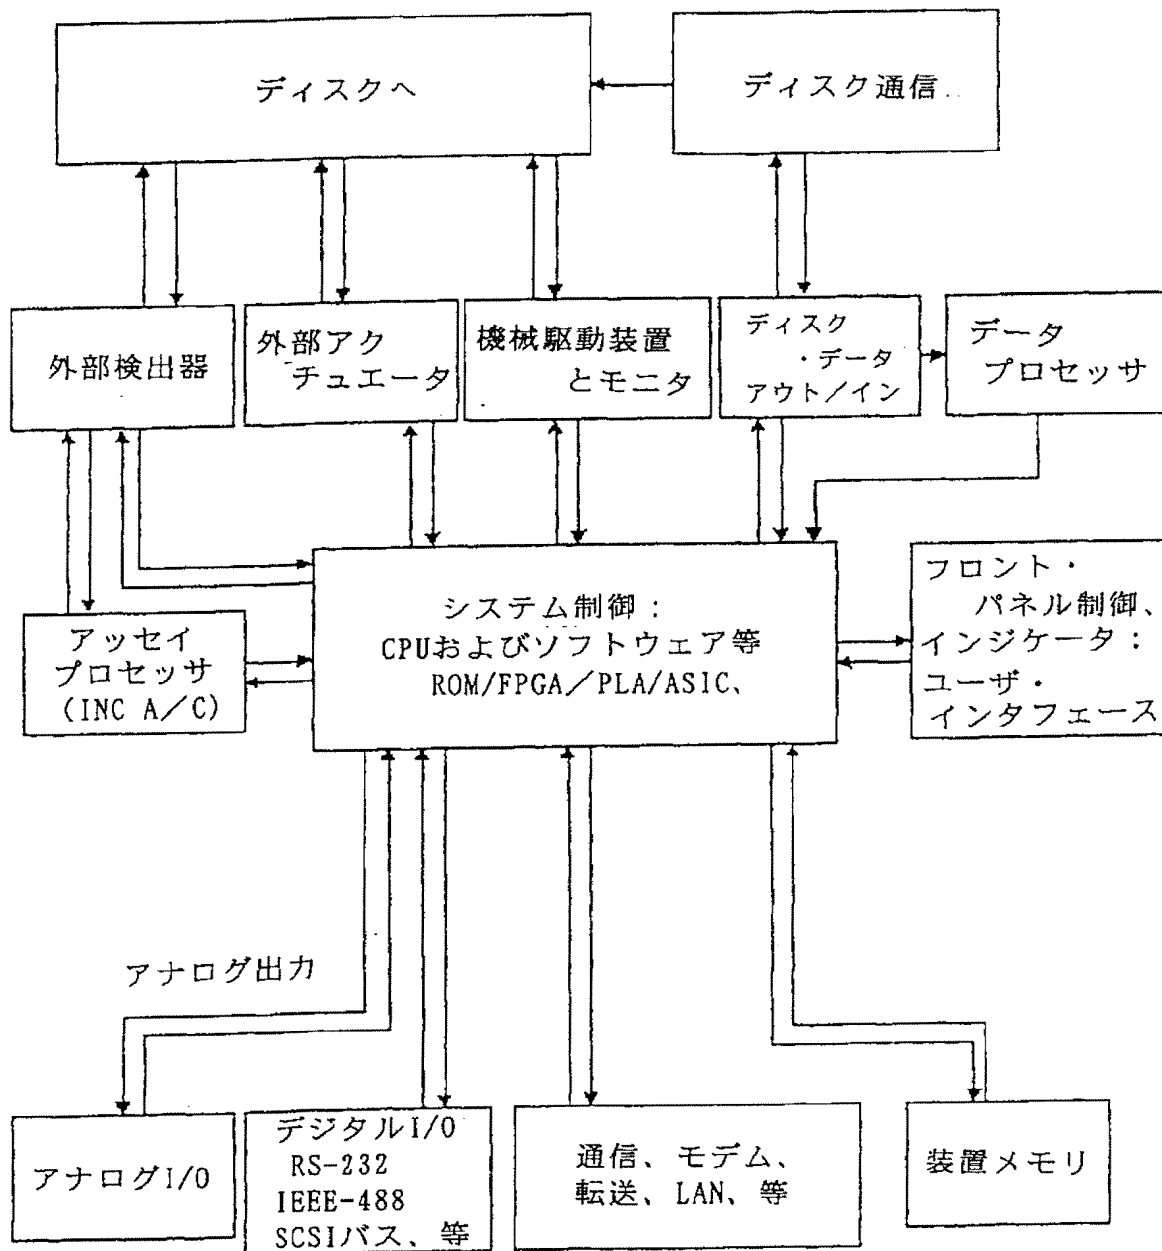 ディスクへ
ディスク通信
外部検出器
外部アク
チュエータ
機械駆動装置
とモニタ
ディスク
・データ
アウト／イン
データ
プロセッサ
アッセイ
プロセッサ
(INC A／C)
システム制御：
CPUおよびソフトウェア等
ROM/FPGA／PLA/ASIC、
フロント・
パネル制御、
インジケータ：
ユーザ・
インタフェース
アナログ出力
アナログI/O
デジタルI/O
RS-232
IEEE-488
SCSIバス、等
通信、モデム、
転送、LAN、等
装置メモリ